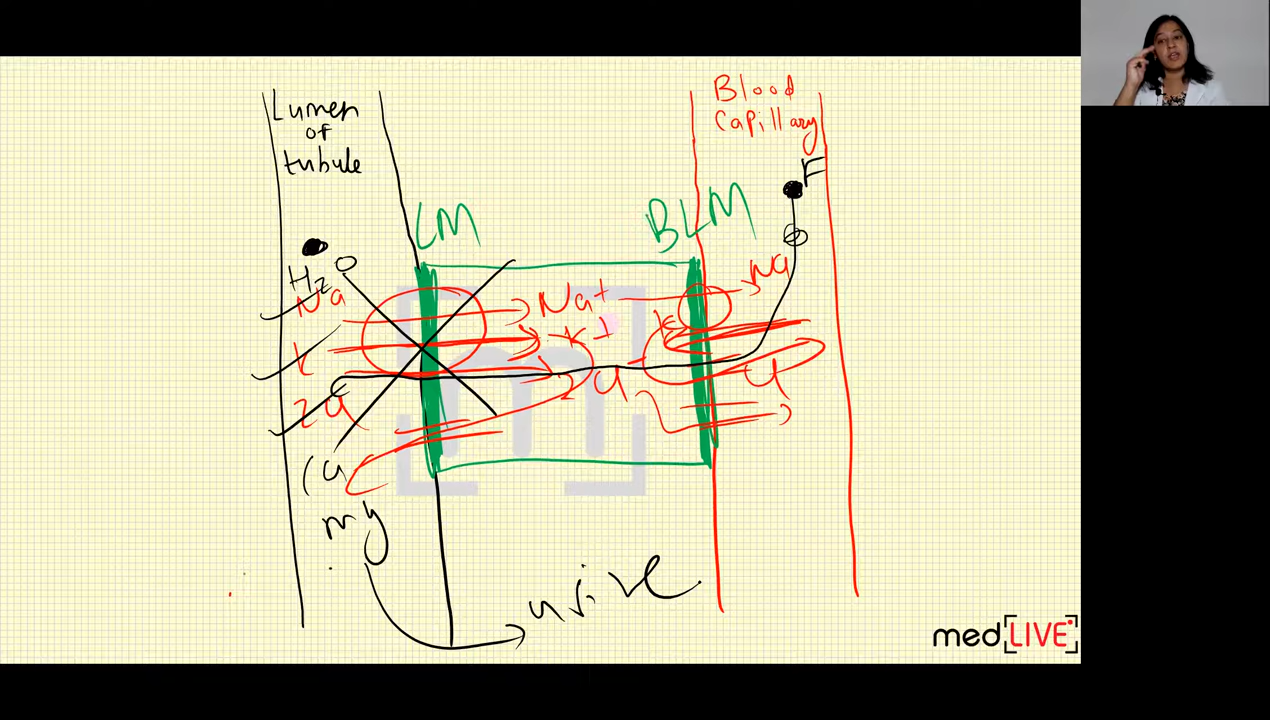 Lumen
of
tubule
Blood
Capillary
F
LM
BLM
H2O
Na
Na+
Na
K
K+
K
2Cl
2Cl
Cl
Ca
mg
urine
m
med LIVE